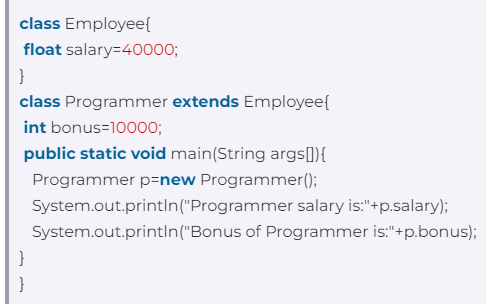 class Employee{
float salary=40000;
}
class Programmer extends Employee{
int bonus=10000;
public static void main(String args[]){
Programmer p=new Programmer();
System.out.println("Programmer salary is:"+p.salary);
System.out.println("Bonus of Programmer is:"+p.bonus);
}
}